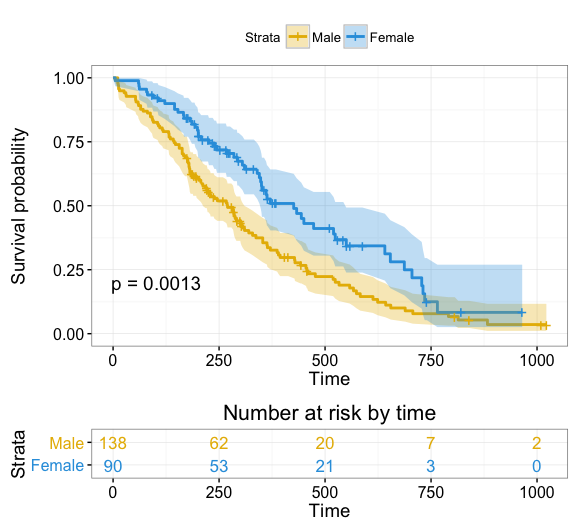 Strata Male Female
Survival probability
1.00
0.75
0.50
0.25
0.00
p = 0.0013
0 250 500 750 1000
Time
Number at risk by time
Strata
Male 138 62 20 7 2
Female 90 53 21 3 0
0 250 500 750 1000
Time